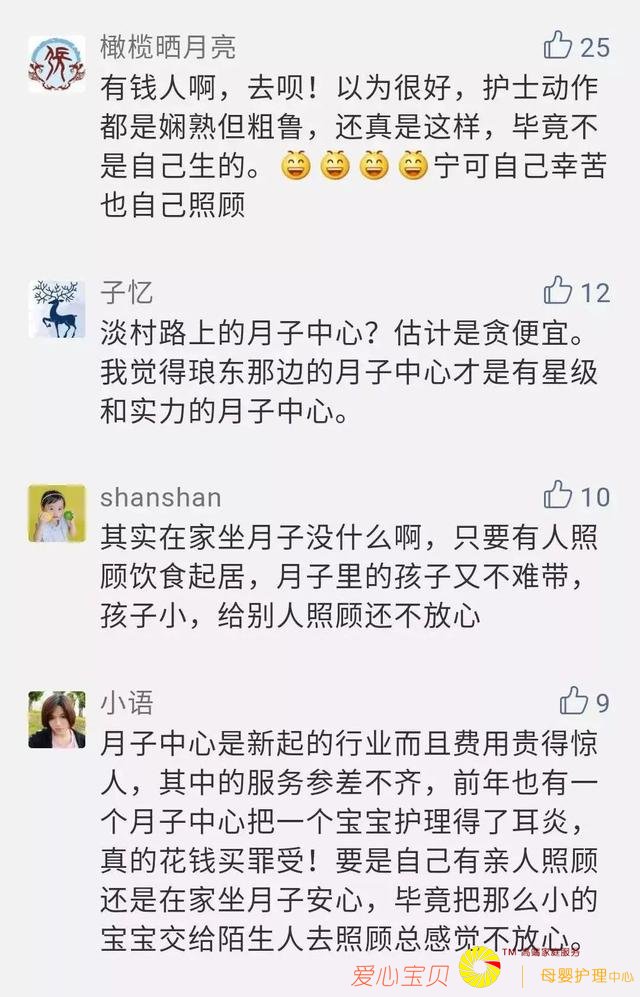 橄榄晒月亮
25
有钱人啊，去呗！以为很好，护士动作
都是娴熟但粗鲁，还真是这样，毕竟不
是自己生的。😄😄😄😄宁可自己幸苦
也自己照顾
子忆
12
淡村路上的月子中心？估计是贪便宜。
我觉得琅东那边的月子中心才是有星级
和实力的月子中心。
shanshan
10
其实在家坐月子没什么啊，只要有人照
顾饮食起居，月子里的孩子又不难带，
孩子小，给别人照顾还不放心
小语
9
月子中心是新起的行业而且费用贵得惊
人，其中的服务参差不齐，前年也有一
个月子中心把一个宝宝护理得了耳炎，
真的花钱买罪受！要是自己有亲人照顾
还是在家坐月子安心，毕竟把那么小的
宝宝交给陌生人去照顾总感觉不放心。
爱心宝贝
TM 高端家庭服务
母婴护理中心